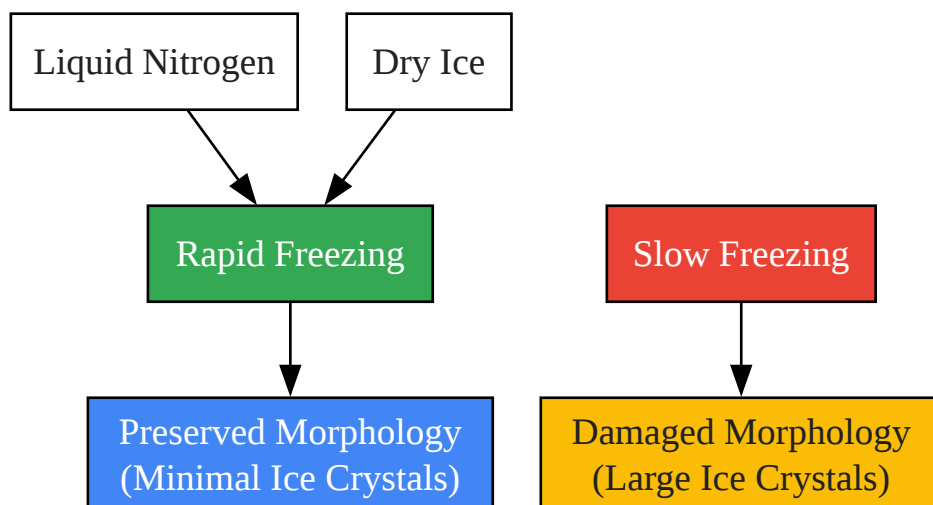 Liquid Nitrogen
Dry Ice
Rapid Freezing
Slow Freezing
Preserved Morphology
(Minimal Ice Crystals)
Damaged Morphology
(Large Ice Crystals)